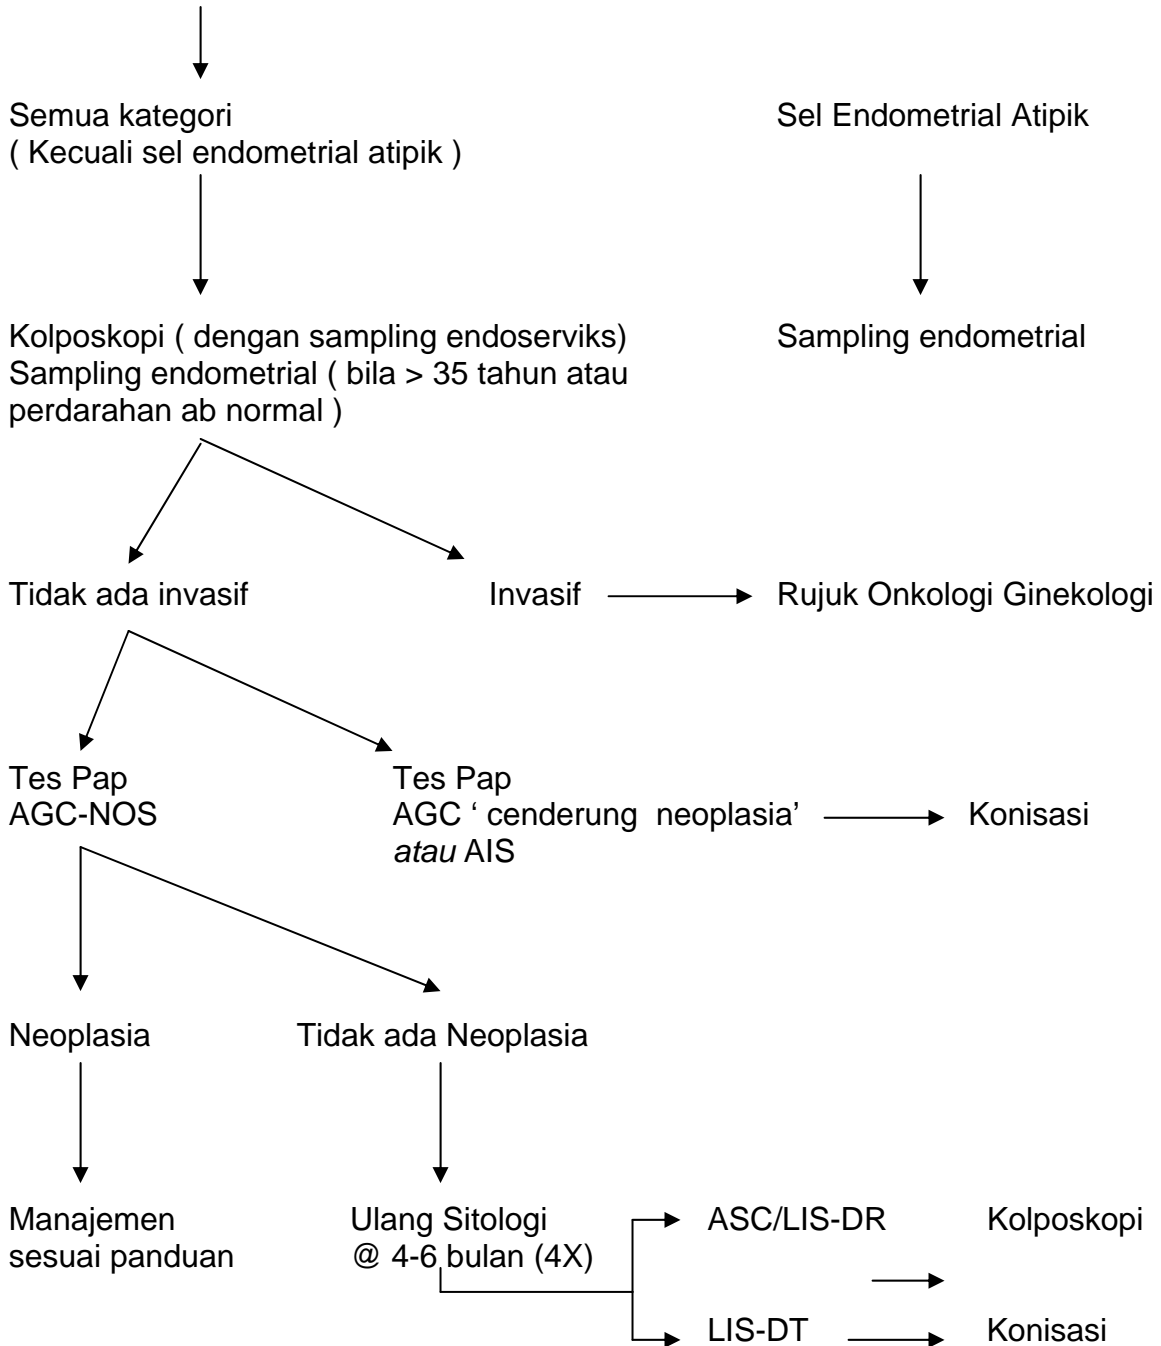 Semua kategori
( Kecuali sel endometrial atipik )
Sel Endometrial Atipik
Kolposkopi ( dengan sampling endoserviks)
Sampling endometrial ( bila > 35 tahun atau
perdarahan ab normal )
Sampling endometrial
Tidak ada invasif
Invasif
Rujuk Onkologi Ginekologi
Tes Pap
AGC-NOS
Tes Pap
AGC ‘ cenderung neoplasia’
atau AIS
Konisasi
Neoplasia
Tidak ada Neoplasia
Manajemen
sesuai panduan
Ulang Sitologi
@ 4-6 bulan (4X)
ASC/LIS-DR
Kolposkopi
LIS-DT
Konisasi